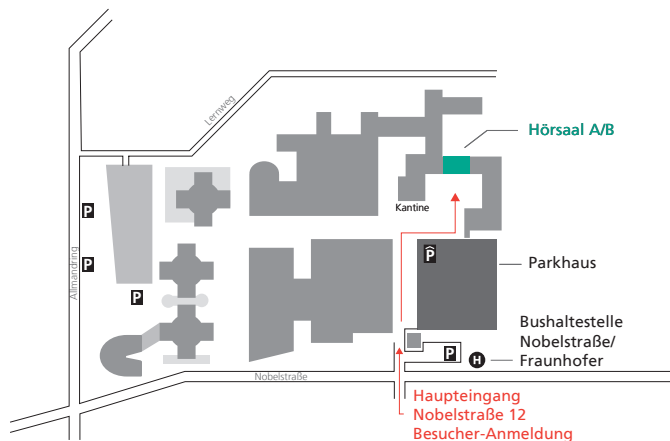 Lernweg
Hörsaal A/B
Kantine
P
Allmandring
P
P
P
Parkhaus
Bushaltestelle
Nobelstraße/
Fraunhofer
P
H
Nobelstraße
Haupteingang
Nobelstraße 12
Besucher-Anmeldung